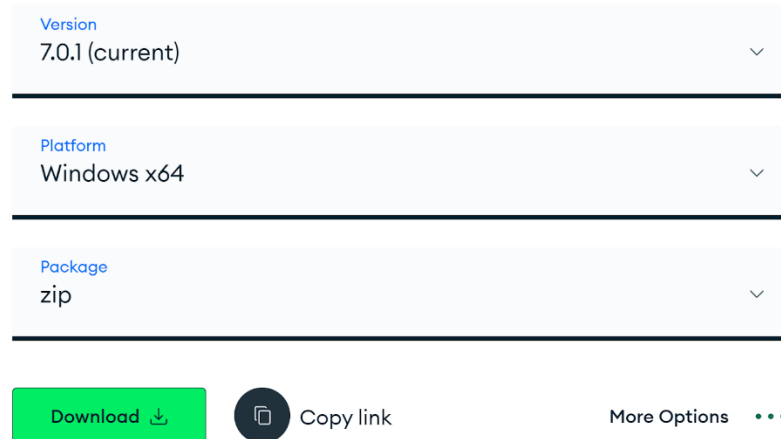 Version
7.0.1 (current)
Platform
Windows x64
Package
zip
Download
Copy link
More Options